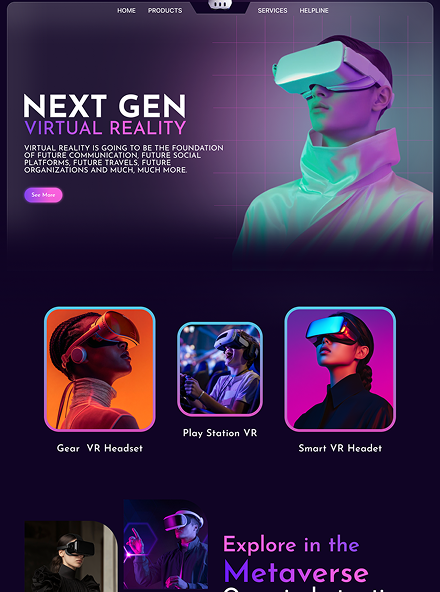 HOME PRODUCTS SERVICES HELPLINE
NEXT GEN
VIRTUAL REALITY
VIRTUAL REALITY IS GOING TO BE THE FOUNDATION
OF FUTURE COMMUNICATION, FUTURE SOCIAL
PLATFORMS, FUTURE TRAVELS, FUTURE
ORGANIZATIONS AND MUCH, MUCH MORE.
See More
Gear VR Headset
Play Station VR
Smart VR Headet
Explore in the
Metaverse